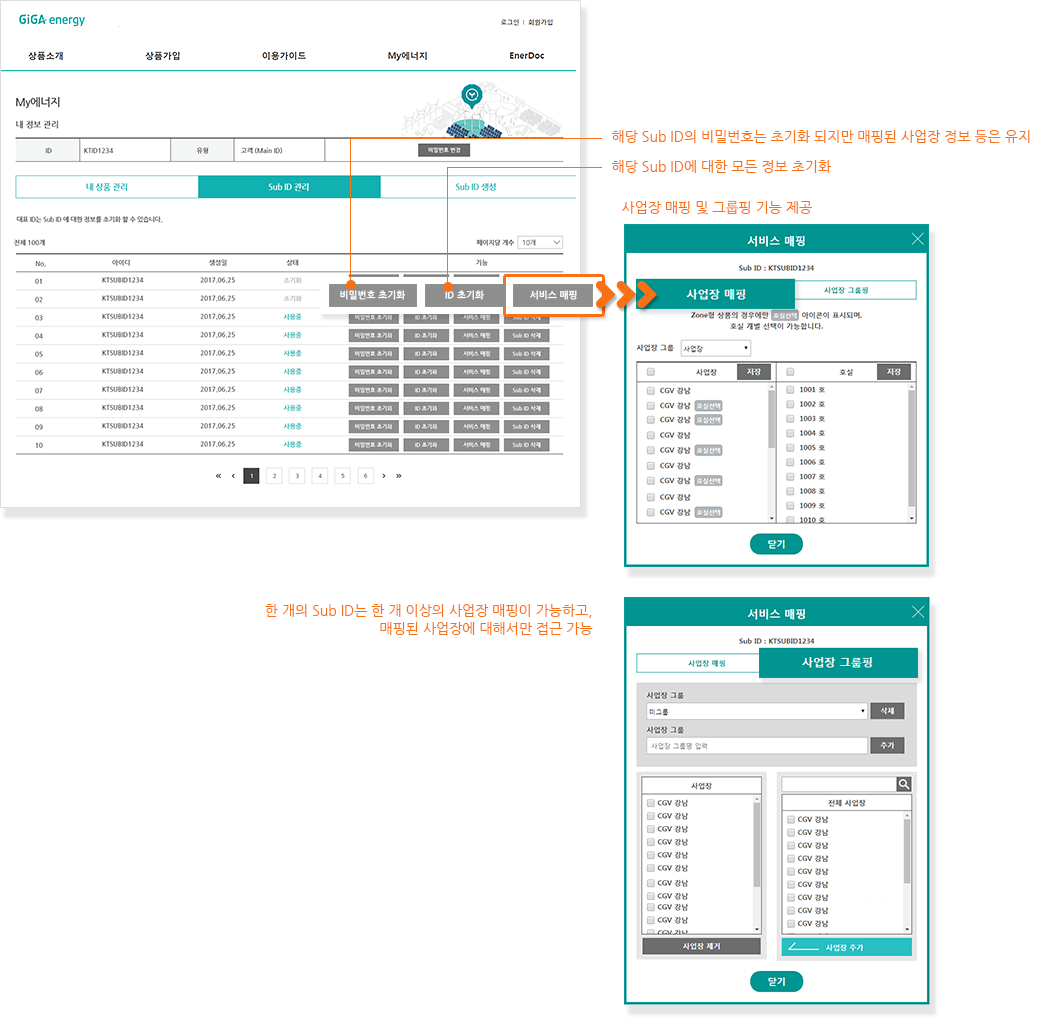 GiGA energy
로그인 | 회원가입
상품소개 상품가입 이용가이드 My에너지 EnerDoc
My에너지
내 정보 관리
ID KTID1234 유형 고객 (Main ID) 비밀번호 변경
내 상품 관리 Sub ID 관리 Sub ID 생성
대표 ID는 Sub ID 에 대한 정보를 초기화 할 수 있습니다.
전체 100개 페이지당 개수 10개
No. 아이디 생성일 상태 기능
01 KTSUBID1234 2017.06.25 초기화
02 KTSUBID1234 2017.06.25 초기화
비밀번호 초기화 ID 초기화 서비스 매핑
03 KTSUBID1234 2017.06.25 사용중 비밀번호 초기화 ID 초기화 서비스 매핑 Sub ID 삭제
04 KTSUBID1234 2017.06.25 사용중 비밀번호 초기화 ID 초기화 서비스 매핑 Sub ID 삭제
05 KTSUBID1234 2017.06.25 사용중 비밀번호 초기화 ID 초기화 서비스 매핑 Sub ID 삭제
06 KTSUBID1234 2017.06.25 사용중 비밀번호 초기화 ID 초기화 서비스 매핑 Sub ID 삭제
07 KTSUBID1234 2017.06.25 사용중 비밀번호 초기화 ID 초기화 서비스 매핑 Sub ID 삭제
08 KTSUBID1234 2017.06.25 사용중 비밀번호 초기화 ID 초기화 서비스 매핑 Sub ID 삭제
09 KTSUBID1234 2017.06.25 사용중 비밀번호 초기화 ID 초기화 서비스 매핑 Sub ID 삭제
10 KTSUBID1234 2017.06.25 사용중 비밀번호 초기화 ID 초기화 서비스 매핑 Sub ID 삭제
« ‹ 1 2 3 4 5 6 › »
해당 Sub ID의 비밀번호는 초기화 되지만 매핑된 사업장 정보 등은 유지
해당 Sub ID에 대한 모든 정보 초기화
사업장 매핑 및 그룹핑 기능 제공
서비스 매핑
Sub ID : KTSUBID1234
사업장 매핑 사업장 그룹핑
Zone형 상품의 경우에만 호실선택 아이콘이 표시되며,
호실 개별 선택이 가능합니다.
사업장 그룹 사업장
사업장 저장 호실 저장
CGV 강남 1001 호
CGV 강남 호실선택 1002 호
CGV 강남 호실선택 1003 호
CGV 강남 1004 호
CGV 강남 호실선택 1005 호
CGV 강남 1006 호
CGV 강남 호실선택 1007 호
CGV 강남 1008 호
CGV 강남 호실선택 1009 호
1010 호
닫기
한 개의 Sub ID는 한 개 이상의 사업장 매핑이 가능하고,
매핑된 사업장에 대해서만 접근 가능
서비스 매핑
Sub ID : KTSUBID1234
사업장 매핑 사업장 그룹핑
사업장 그룹
미그룹 삭제
사업장 그룹
사업장 그룹명 입력 추가
사업장
CGV 강남
CGV 강남
CGV 강남
CGV 강남
CGV 강남
CGV 강남
CGV 강남
CGV 강남
CGV 강남
CGV 강남
CGV 강남
사업장 제거
전체 사업장
CGV 강남
CGV 강남
CGV 강남
CGV 강남
CGV 강남
CGV 강남
CGV 강남
CGV 강남
CGV 강남
CGV 강남
사업장 추가
닫기